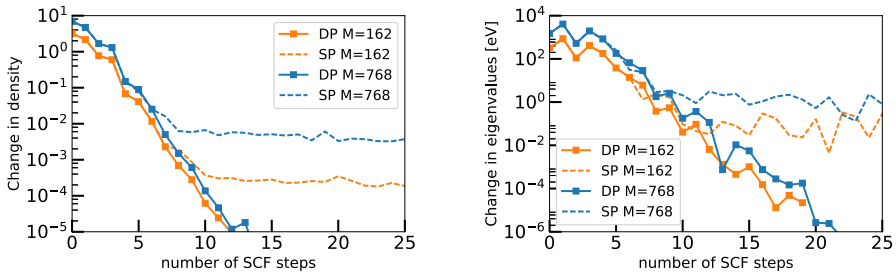 Change in density
10^1
10^0
10^-1
10^-2
10^-3
10^-4
10^-5
0 5 10 15 20 25
number of SCF steps
DP M=162
SP M=162
DP M=768
SP M=768
Change in eigenvalues [eV]
10^4
10^2
10^0
10^-2
10^-4
10^-6
0 5 10 15 20 25
number of SCF steps
DP M=162
SP M=162
DP M=768
SP M=768